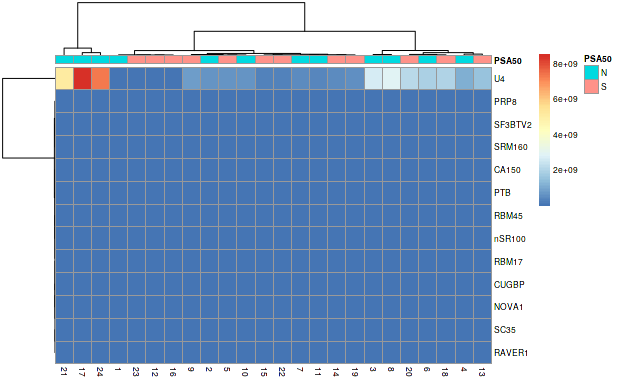 PSA50
U4
PRP8
SF3BTV2
SRM160
CA150
PTB
RBM45
nSR100
RBM17
CUGBP
NOVA1
SC35
RAVER1
21 17 24 1 23 12 16 9 2 5 10 15 22 7 11 14 19 3 8 20 6 18 4 13
8e+09
6e+09
4e+09
2e+09
PSA50
N
S